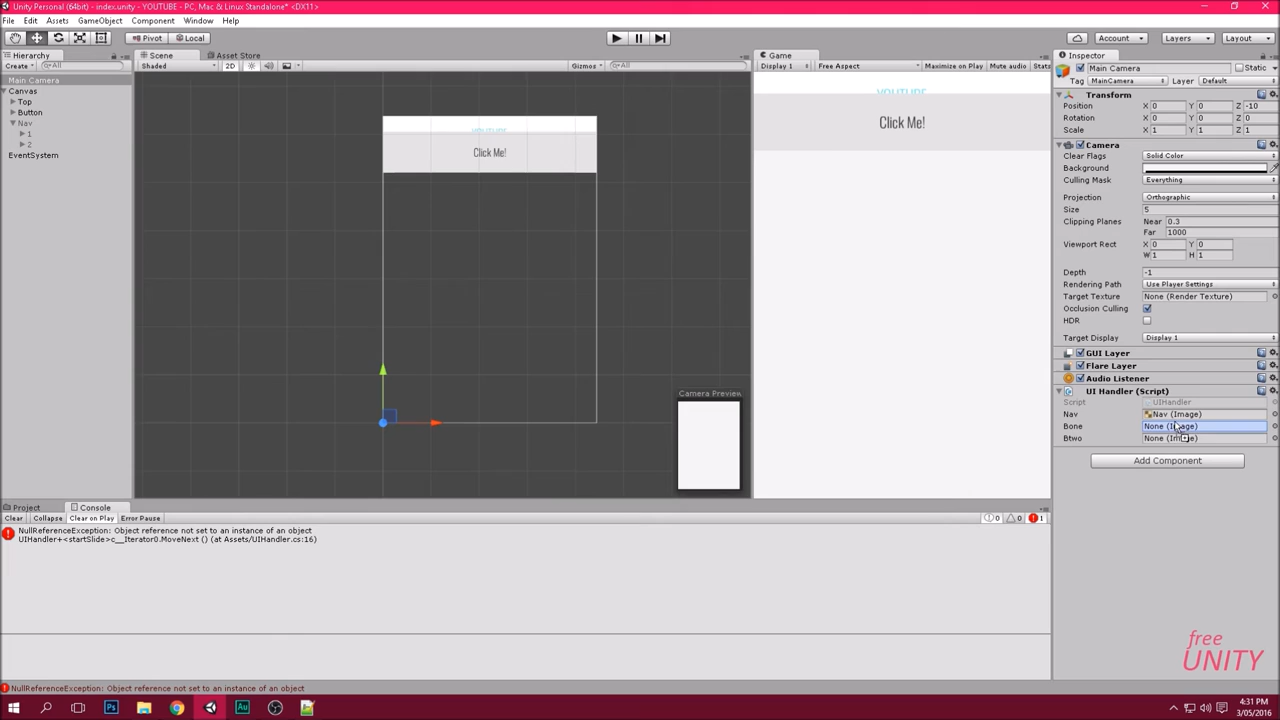 Unity Personal (64bit) - index.unity - YOUTUBE - PC, Mac & Linux Standalone* <DX11>
File Edit Assets GameObject Component Window Help
Pivot Local Account Layers Layout
Hierarchy
Create All
Main Camera
Canvas
Top
Button
Nav
1
2
EventSystem
Scene Asset Store
Shaded 2D Gizmos All
YOUTUBE
Click Me!
Camera Preview
Game
Display 1 Free Aspect Maximize on Play Mute audio Stats
YOUTUBE
Click Me!
Inspector
Main Camera Static
Tag MainCamera Layer Default
Transform
Position X 0 Y 0 Z -10
Rotation X 0 Y 0 Z 0
Scale X 1 Y 1 Z 1
Camera
Clear Flags Solid Color
Background
Culling Mask Everything
Projection Orthographic
Size 5
Clipping Planes Near 0.3
Far 1000
Viewport Rect X 0 Y 0
W 1 H 1
Depth -1
Rendering Path Use Player Settings
Target Texture None (Render Texture)
Occlusion Culling
HDR
Target Display Display 1
GUI Layer
Flare Layer
Audio Listener
UI Handler (Script)
Script UIHandler
Nav Nav (Image)
Bone None (Image)
Btwo None (Image)
Add Component
Project Console
Clear Collapse Clear on Play Error Pause 0 0 1
NullReferenceException: Object reference not set to an instance of an object
UIHandler+<startSlide>c__Iterator0.MoveNext () (at Assets/UIHandler.cs:16)
free
UNITY
NullReferenceException: Object reference not set to an instance of an object
Ps Au
4:31 PM
3/05/2016